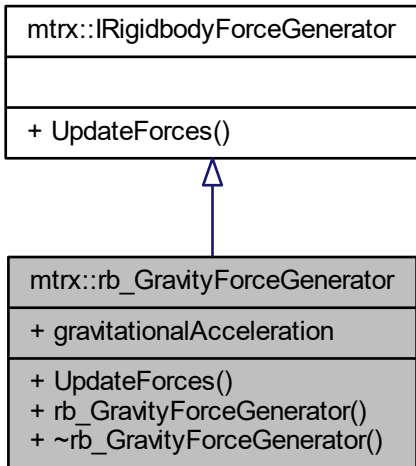 mtrx::IRigidbodyForceGenerator
+ UpdateForces()
mtrx::rb_GravityForceGenerator
+ gravitationalAcceleration
+ UpdateForces()
+ rb_GravityForceGenerator()
+ ~rb_GravityForceGenerator()